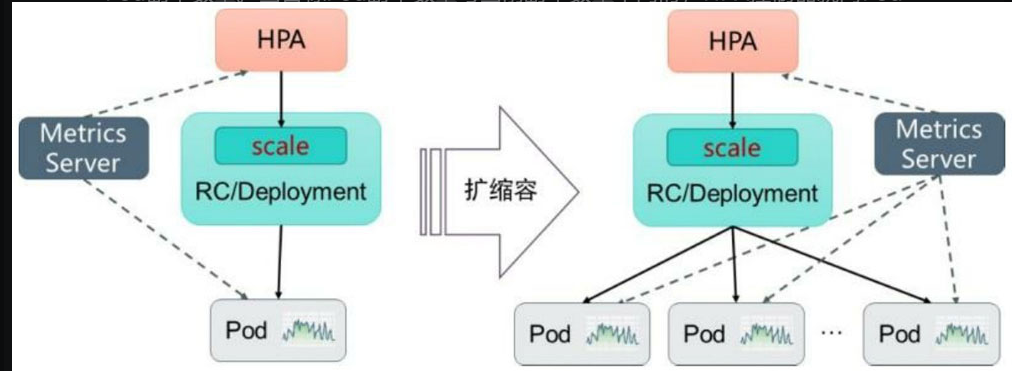 HPA
Metrics
Server
scale
RC/Deployment
Pod
扩缩容
HPA
scale
RC/Deployment
Metrics
Server
Pod
Pod
...
Pod